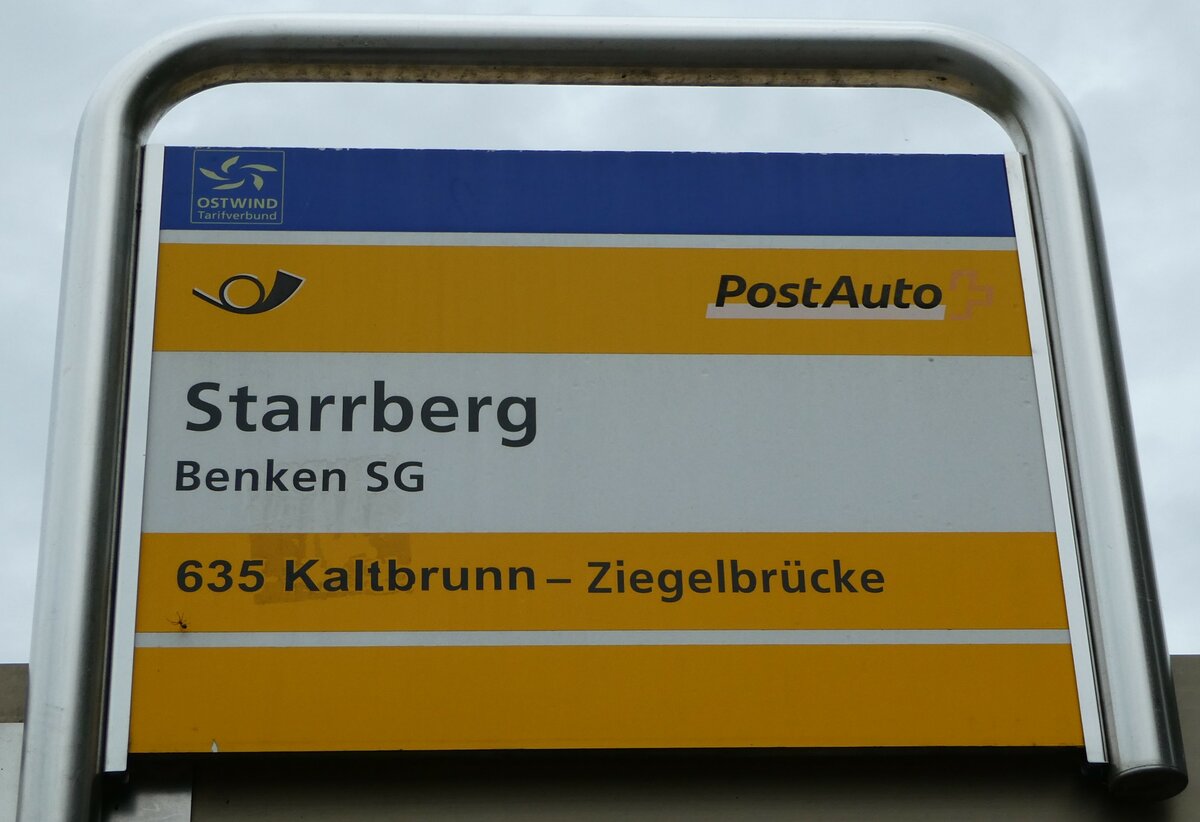 OSTWIND
Tarifverbund
PostAuto
Starrberg
Benken SG
635 Kaltbrunn – Ziegelbrücke